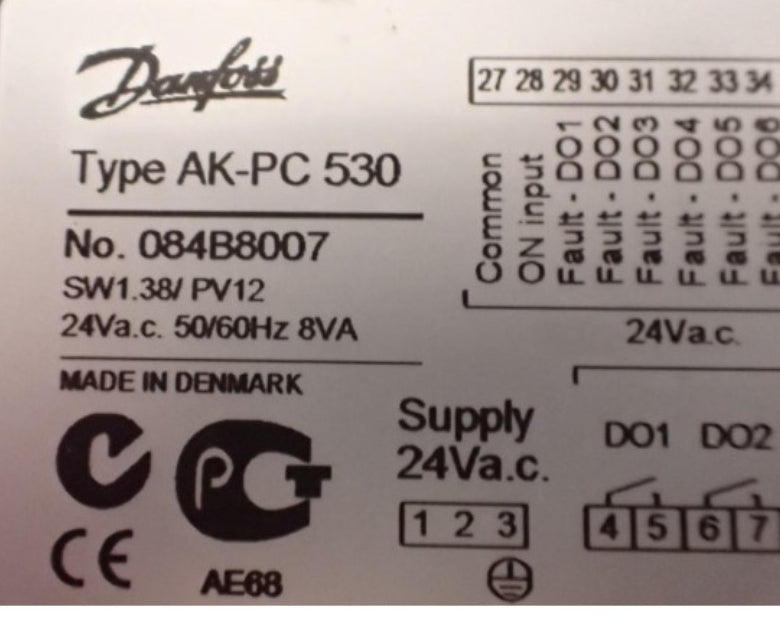 Danfoss
Type AK-PC 530
No. 084B8007
SW1.38/ PV12
24Va.c. 50/60Hz 8VA
MADE IN DENMARK
CE
AE68
27 28 29 30 31 32 33 34
Common
ON input
Fault - DO1
Fault - DO2
Fault - DO3
Fault - DO4
Fault - DO5
Fault - DO6
24Va.c.
Supply
24Va.c.
1 2 3
DO1 DO2
4 5 6 7